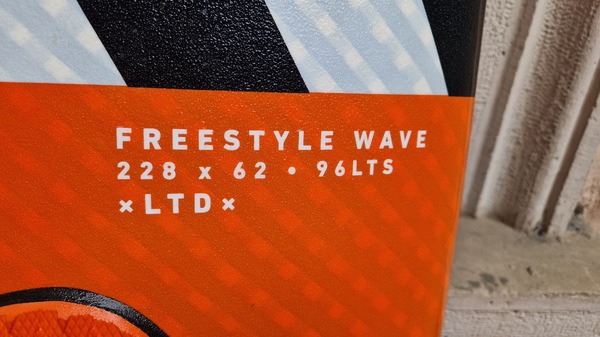 FREESTYLE WAVE
228 x 62 • 96LTS
×LTD×